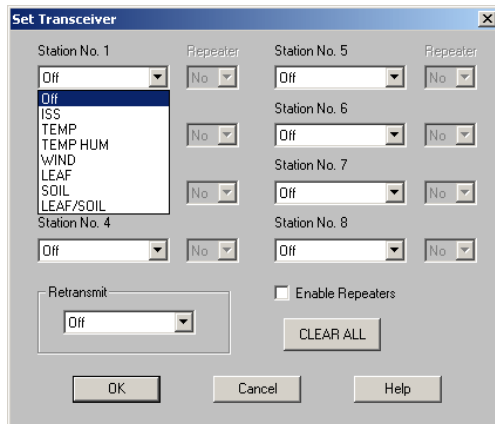 Set Transceiver
Station No. 1 Repeater Station No. 5 Repeater
Off No Off No
Off
ISS
TEMP
TEMP HUM
WIND
LEAF
SOIL
LEAF/SOIL
Station No. 6
No Off No
Station No. 7
No Off No
Station No. 4 Station No. 8
Off No Off No
Retransmit
Off
Enable Repeaters
CLEAR ALL
OK Cancel Help